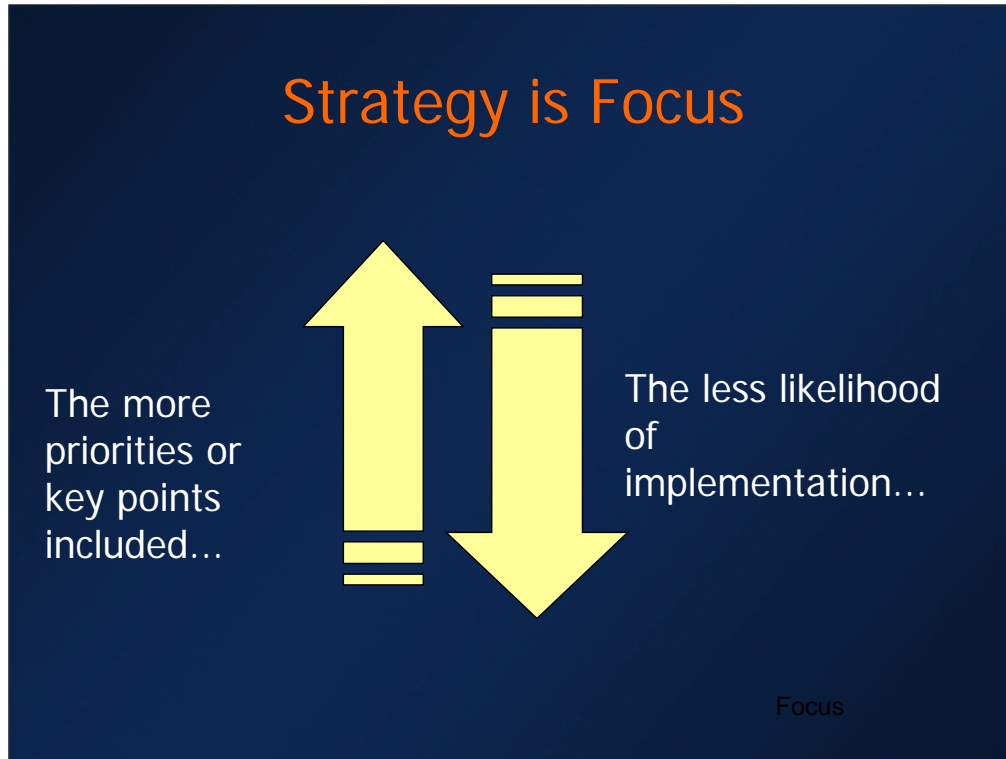 Strategy is Focus
The more
priorities or
key points
included...
The less likelihood
of
implementation...
Focus